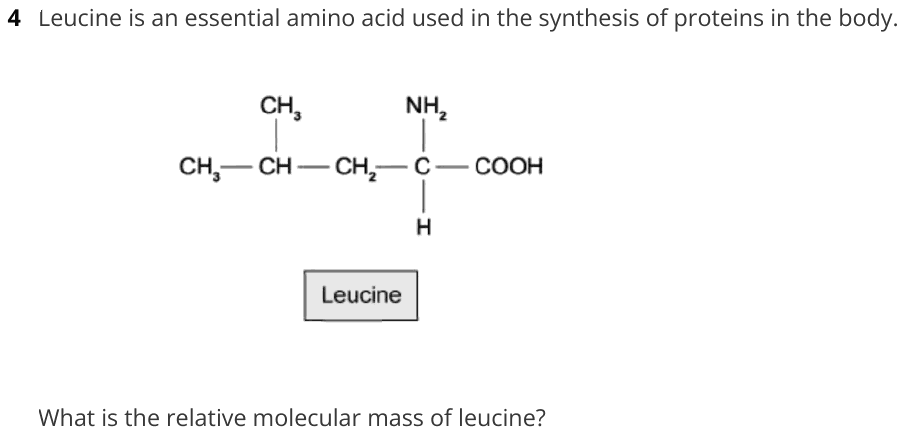 4 Leucine is an essential amino acid used in the synthesis of proteins in the body.
CH₃ NH₂
CH₃ — CH — CH₂ — C — COOH
H
Leucine
What is the relative molecular mass of leucine?